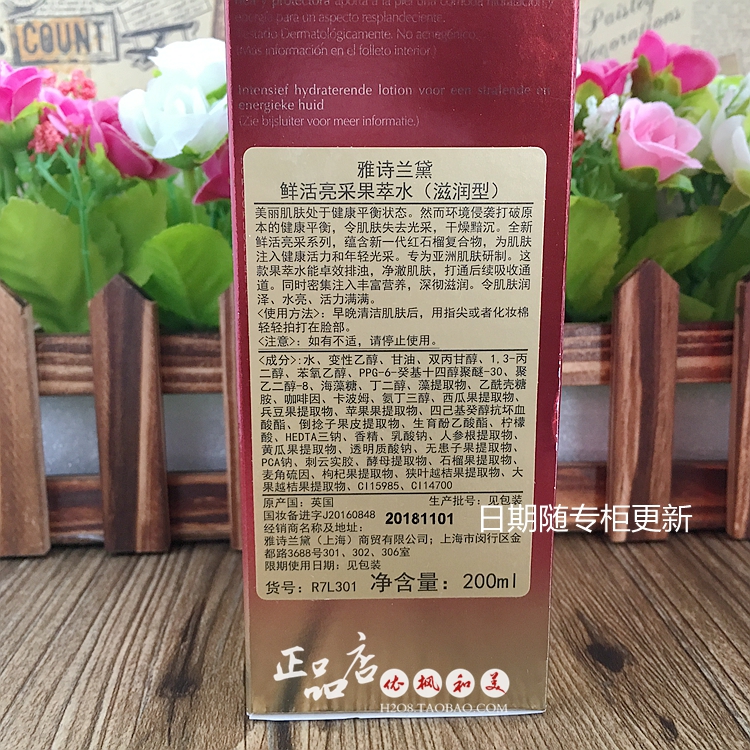 COUNT
Paisley
Decorations
y protectora aporta a la piel una combinada hidratación y
energía para un aspecto resplandeciente.
Testado Dermatológicamente. No acnegénico.
(Más información en el folleto interior.)
Intensief hydraterende lotion voor een stralende en
energieke huid
(Zie bijsluiter voor meer informatie.)
雅诗兰黛
鲜活亮采果萃水（滋润型）
美丽肌肤处于健康平衡状态。然而环境侵袭打破原
本的健康平衡，令肌肤失去光采，干燥黯沉。全新
鲜活亮采系列，蕴含新一代红石榴复合物，为肌肤
注入健康活力和年轻光采。专为亚洲肌肤研制。这
款果萃水能卓效排浊，净澈肌肤，打通后续吸收通
道。同时密集注入丰富营养，深彻滋润。令肌肤润
泽、水亮、活力满满。
<使用方法>：早晚清洁肌肤后，用指尖或者化妆棉
轻轻拍打在脸部。
<注意>：如有不适，请停止使用。
<成分>:水、变性乙醇、甘油、双丙甘醇、1,3-丙
二醇、苯氧乙醇、PPG-6-癸基十四醇聚醚-30、聚
乙二醇-8、海藻糖、丁二醇、藻提取物、乙酰壳糖
胺、咖啡因、卡波姆、氨丁三醇、西瓜果提取物、
兵豆果提取物、苹果果提取物、四己基癸醇抗坏血
酸酯、倒捻子果皮提取物、生育酚乙酸酯、柠檬
酸、HEDTA三钠、香精、乳酸钠、人参根提取物、
黄瓜果提取物、透明质酸钠、无患子果提取物、
PCA钠、刺云实胶、酵母提取物、石榴果提取物、
麦角硫因、枸杞果提取物、狭叶越桔果提取物、大
果越桔果提取物、CI15985、CI14700
原产国：英国 生产批号：见包装
国妆备进字J20160848 20181101 日期随专柜更新
经销商名称及地址:
雅诗兰黛（上海）商贸有限公司；上海市闵行区金
都路3688号301、302、306室
限期使用日期：见包装
货号：R7L301 净含量：200ml
正品店
依枫和美
H208.TAOBAO.COM